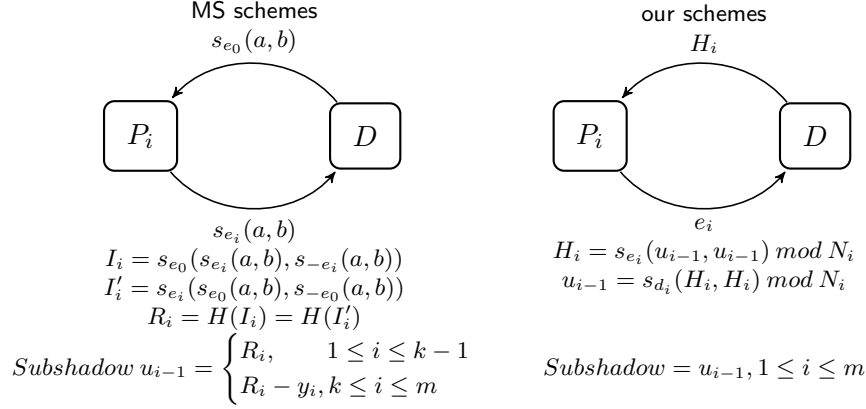 MS schemes
s_{e_0}(a, b)
P_i
D
s_{e_i}(a, b)
I_i = s_{e_0}(s_{e_i}(a, b), s_{-e_i}(a, b))
I'_i = s_{e_i}(s_{e_0}(a, b), s_{-e_0}(a, b))
R_i = H(I_i) = H(I'_i)
Subshadow u_{i-1} = { R_i, 1 ≤ i ≤ k − 1
R_i − y_i, k ≤ i ≤ m
our schemes
H_i
P_i
D
e_i
H_i = s_{e_i}(u_{i-1}, u_{i-1}) mod N_i
u_{i-1} = s_{d_i}(H_i, H_i) mod N_i
Subshadow = u_{i-1}, 1 ≤ i ≤ m